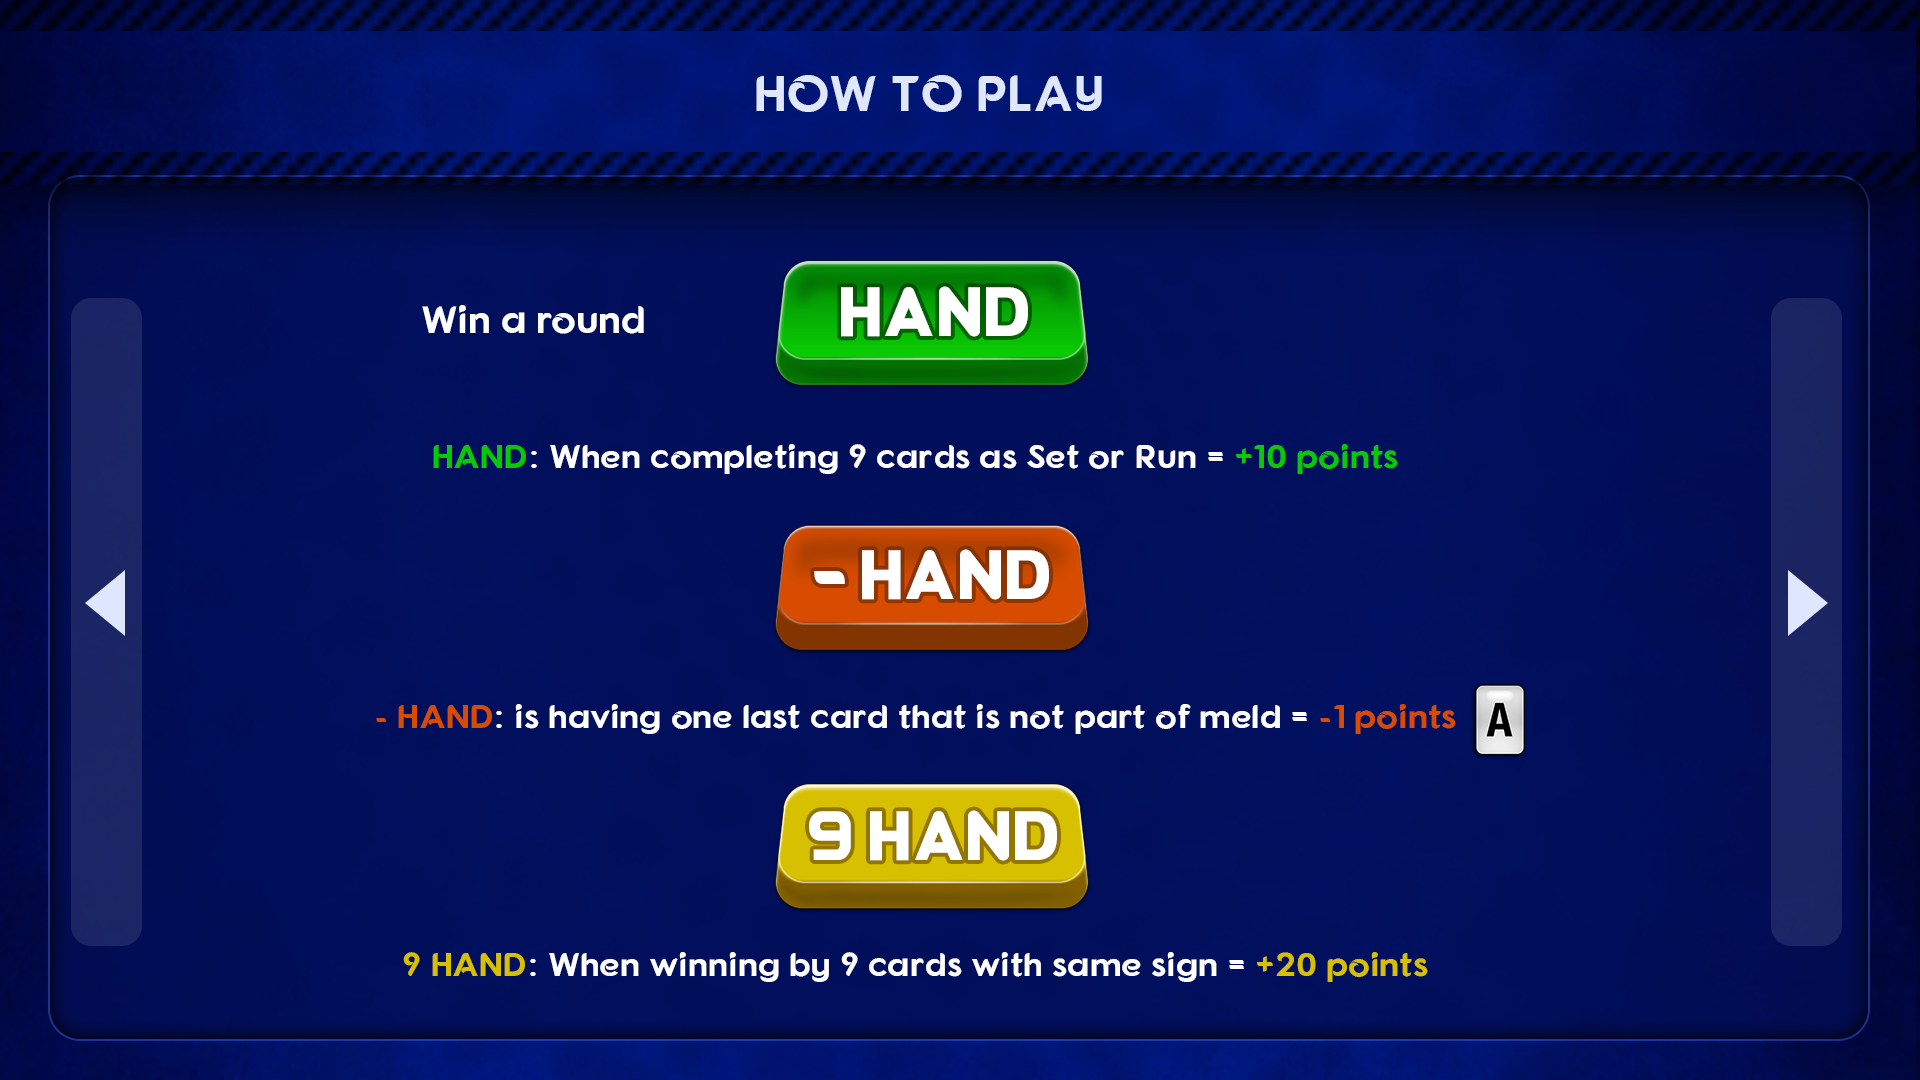 HOW TO PLAY
Win a round
HAND
HAND: When completing 9 cards as Set or Run = +10 points
- HAND
- HAND: is having one last card that is not part of meld = -1 points
A
9 HAND
9 HAND: When winning by 9 cards with same sign = +20 points